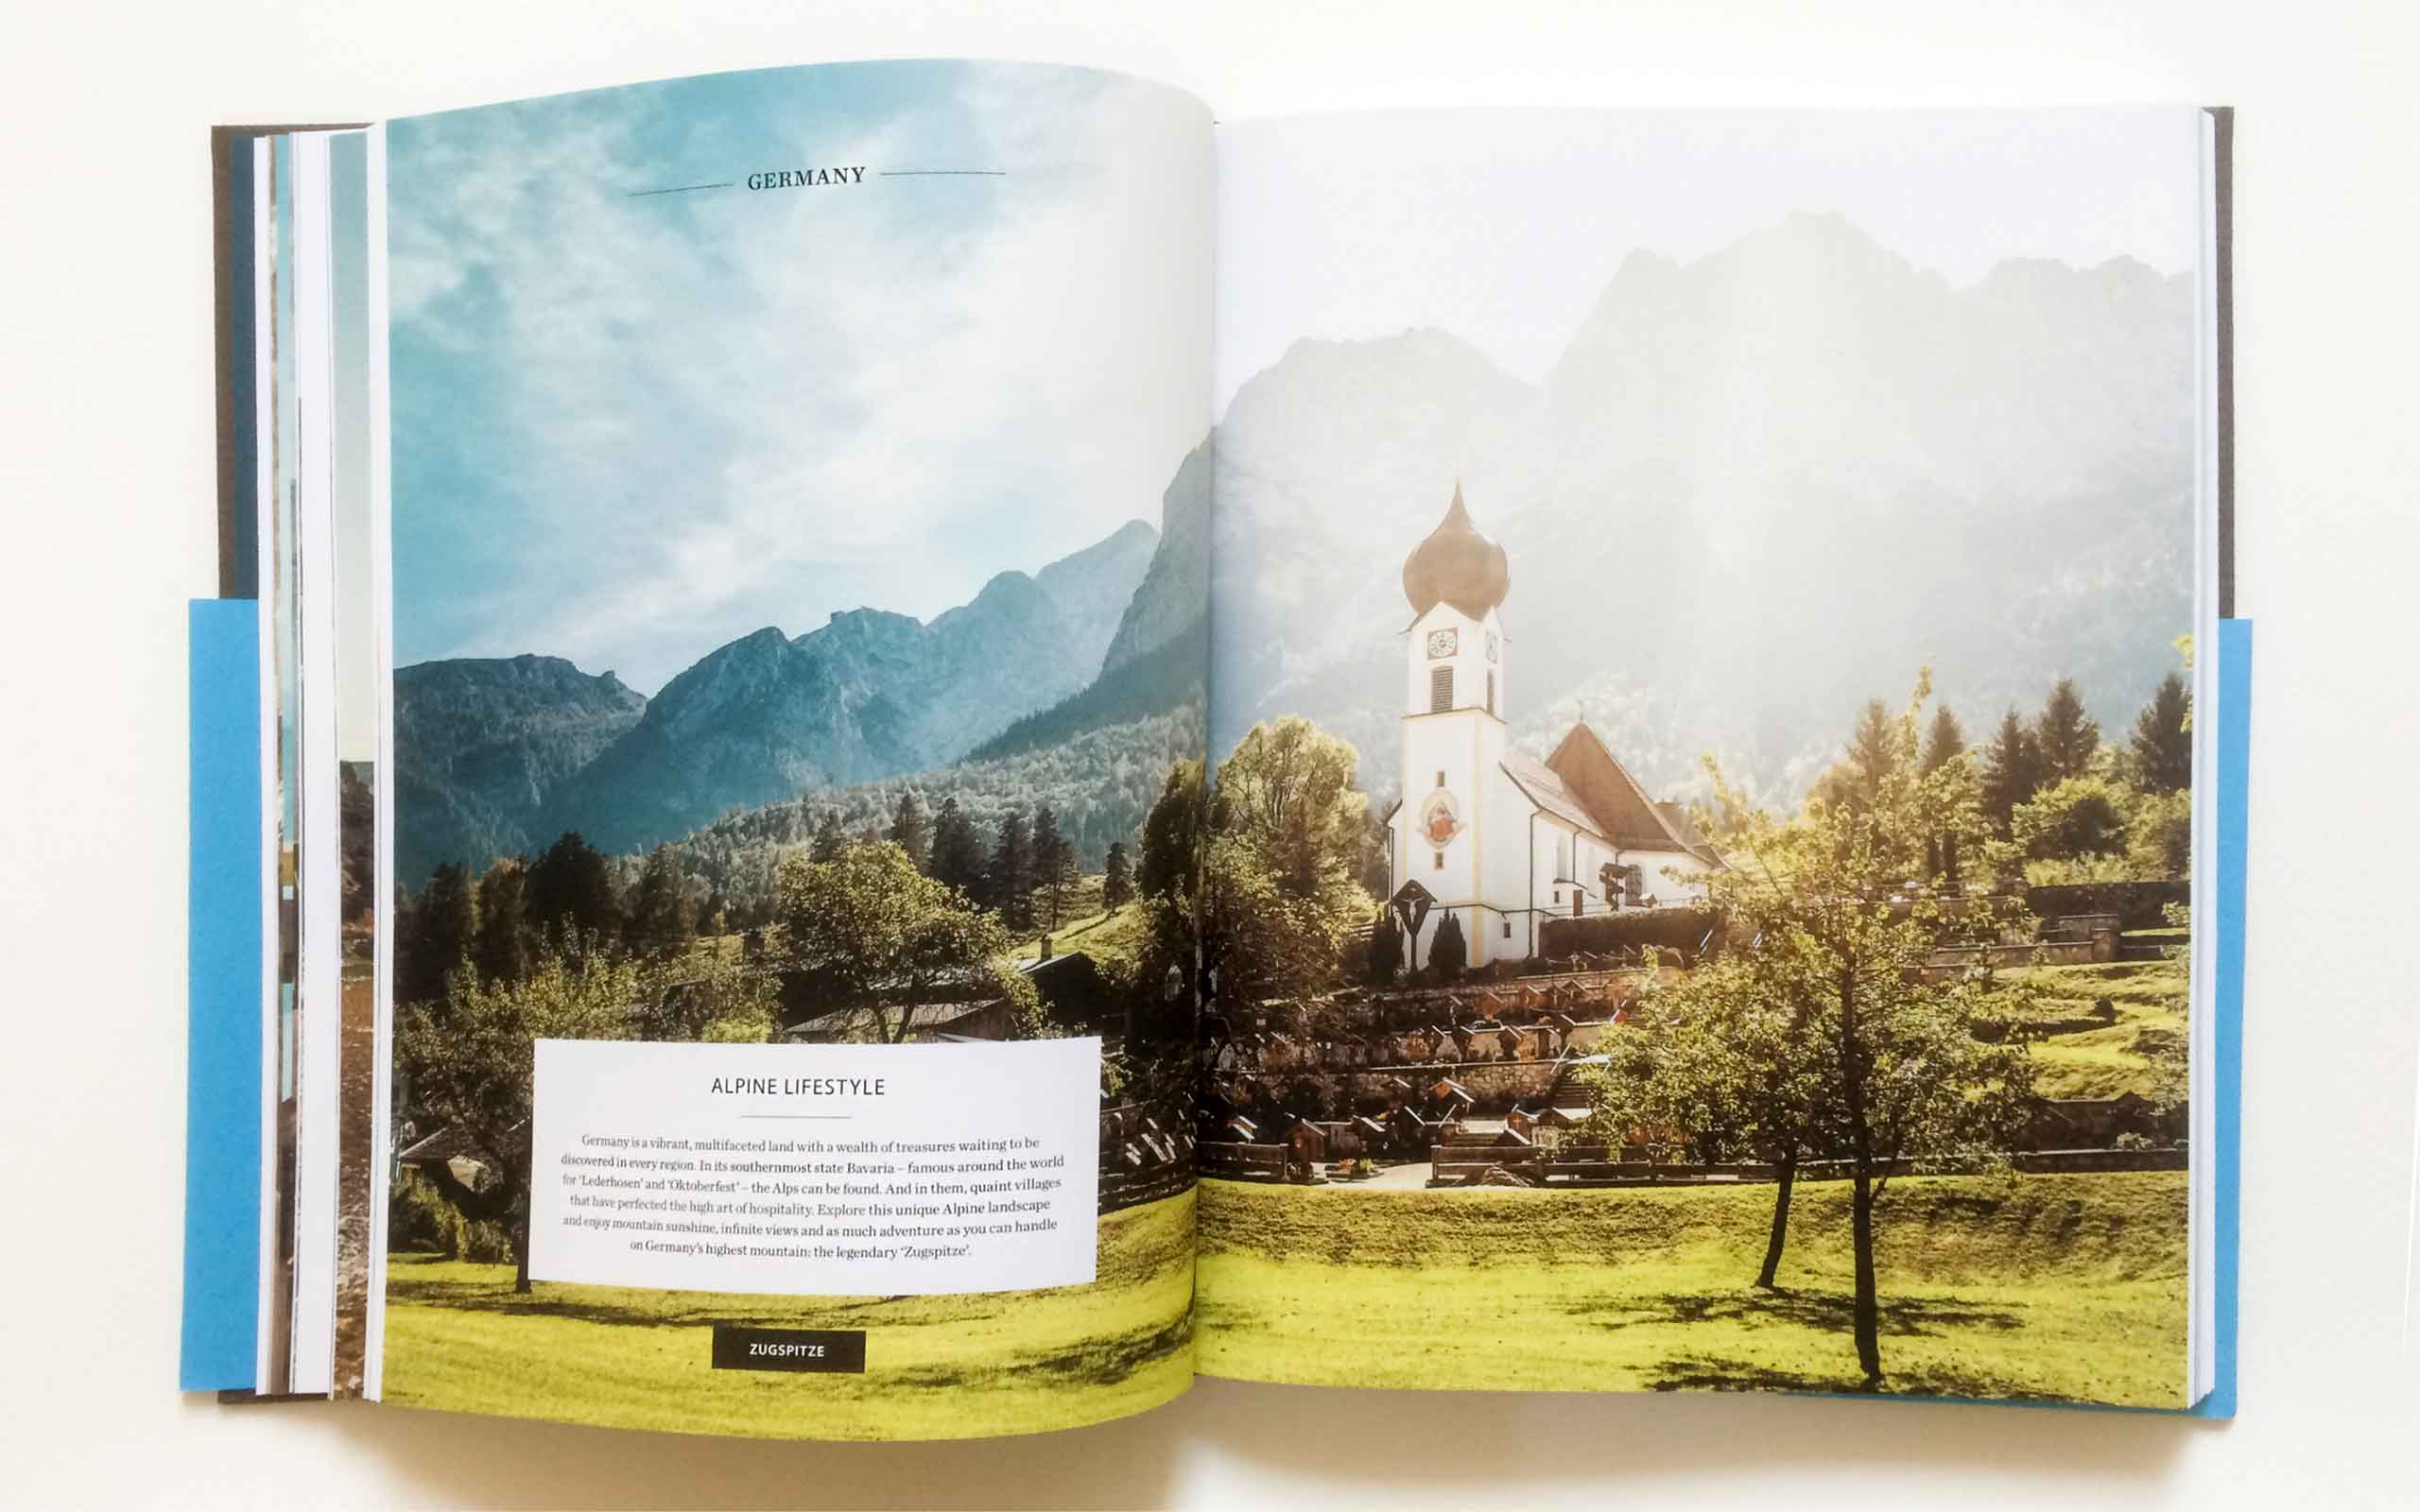 GERMANY
ALPINE LIFESTYLE
Germany is a vibrant, multifaceted land with a wealth of treasures waiting to be
discovered in every region. In its southernmost state Bavaria – famous around the world
for ‘Lederhosen’ and ‘Oktoberfest’ – the Alps can be found. And in them, quaint villages
that have perfected the high art of hospitality. Explore this unique Alpine landscape
and enjoy mountain sunshine, infinite views and as much adventure as you can handle
on Germany’s highest mountain: the legendary ‘Zugspitze’.
ZUGSPITZE